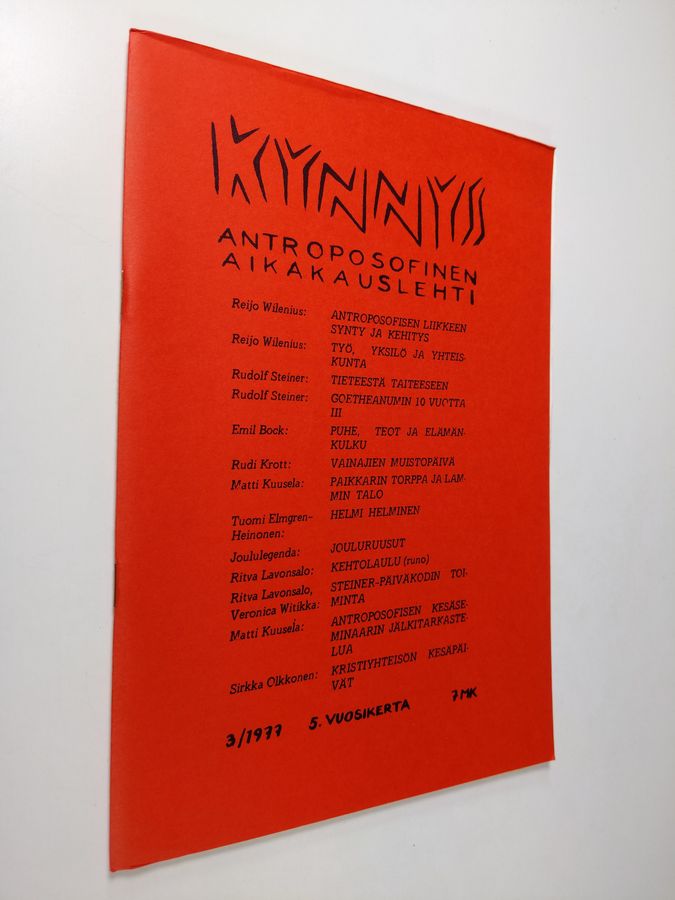 KYNNYS
ANTROPOSOFINEN
AIKAKAUSLEHTI
Reijo Wilenius: ANTROPOSOFISEN LIIKKEEN
SYNTY JA KEHITYS
Reijo Wilenius: TYÖ, YKSILÖ JA YHTEIS-
KUNTA
Rudolf Steiner: TIETEESTÄ TAITEESEEN
Rudolf Steiner: GOETHEANUMIN 10 VUOTTA
III
Emil Bock: PUHE, TEOT JA ELÄMÄN-
KULKU
Rudi Krott: VAINAJIEN MUISTOPÄIVÄ
Matti Kuusela: PAIKKARIN TORPPA JA LAM-
MIN TALO
Tuomi Elmgren- HELMI HELMINEN
Heinonen:
Joululegenda: JOULURUUSUT
Ritva Lavonsalo: KEHTOLAULU (runo)
Ritva Lavonsalo, STEINER-PÄIVÄKODIN TOI-
Veronica Witikka: MINTA
Matti Kuusela: ANTROPOSOFISEN KESÄSE-
MINAARIN JÄLKITARKASTE-
LUA
Sirkka Olkkonen: KRISTIYHTEISÖN KESÄPÄI-
VÄT
3/1977 5. VUOSIKERTA 7 MK